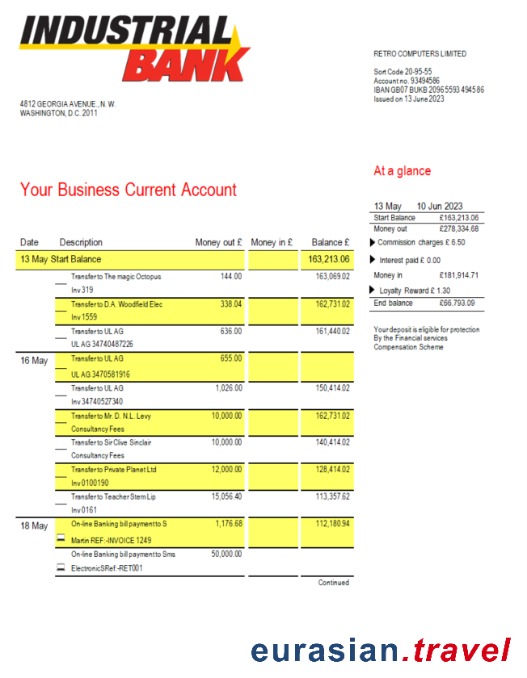 INDUSTRIAL
BANK
RETRO COMPUTERS LIMITED
Sort Code 20-95-55
Account no. 93494586
IBAN GB07 BUKB 20965593 494586
Issued on 13 June 2023
4812 GEORGIA AVENUE., N. W.
WASHINGTON, D.C. 2011
At a glance
Your Business Current Account
13 May 10 Jun 2023
Start Balance £163,213.06
Money out £278,334.68
Commission charges £ 6.50
Interest paid £ 0.00
Money in £181,914.71
Loyalty Reward £ 1.30
End balance £66.793.09
Your deposit is eligible for protection
By the Financial services
Compensation Scheme
Date Description Money out £ Money in £ Balance £
13 May Start Balance 163,213.06
Transfer to The magic Octopus 144.00 163,069.02
Inv 319
Transfer to D.A. Woodfield Elec 338.04 162,731.02
Inv 1559
Transfer to UL AG 636.00 161,440.02
UL AG 34740487226
16 May Transfer to UL AG 655.00
UL AG 3470581916
Transfer to UL AG 1,026.00 150,414.02
Inv 34740527340
Transfer to Mr. D. N.L. Levy 10,000.00 162,731.02
Consultancy Fees
Transfer to Sir Clive Sinclair 10,000.00 140,414.02
Consultancy Fees
Transfer to Private Planet Ltd 12,000.00 128,414.02
Inv 0100190
Transfer to Teacher Stem Lip 15,056.40 113,357.62
Inv 0161
18 May On-line Banking bill payment to S 1,176.68 112,180.94
Martin REF:-INVOICE 1249
On-line Banking bill payment to Sms 50,000.00
ElectronicSRef -RET001
Continued
eurasian.travel